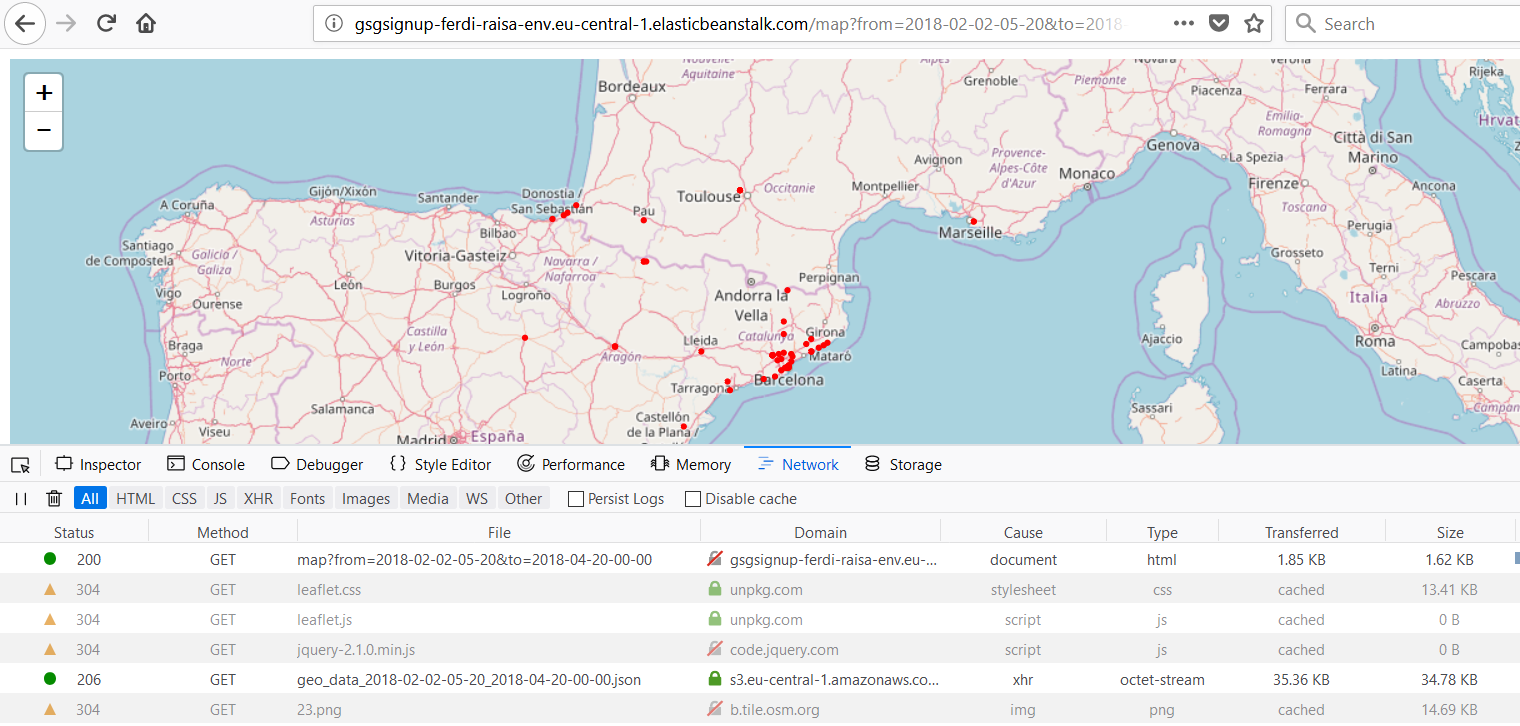 gsgsignup-ferdi-raisa-env.eu-central-1.elasticbeanstalk.com/map?from=2018-02-02-05-20&to=2018
Search
+
−
Nouvelle-
Aquitaine
Alpes
Novara
Verona
Bordeaux
Grenoble
Piemonte
Piacenza
Ferrara
Rijeka
Emilia-
Romagna
Hrvat
Genova
La Spezia
Città di San
Marino
Avignon
Provence-
Alpes-Côte
d'Azur
Monaco
Firenze
Ancona
Toulouse
Occitanie
Montpellier
Toscana
Gijón/Xixón
Santander
Donostia /
San Sebastián
A Coruña
Asturias
Pau
Marseille
Perugia
Bilbao
Santiago
de Compostela
Galicia /
Galiza
Vitoria-Gasteiz
Navarra /
Nafarroa
Grosseto
Terni
Pescara
Perpignan
León
Burgos
Logroño
Andorra la
Vella
Vigo
Ourense
Italia
Abruzzo
Castilla
y León
Lleida
Catalunya
Girona
Ajaccio
Roma
Campobas
Braga
Norte
Aragón
Mataró
Latina
Porto
Tarragona
Barcelona
Caserta
Salamanca
Sassari
Campan
Aveiro
Viseu
Castellón
de la Plana /
Madrid
España
Inspector
Console
Debugger
{ } Style Editor
Performance
Memory
Network
Storage
All HTML CSS JS XHR Fonts Images Media WS Other Persist Logs Disable cache
Status Method File Domain Cause Type Transferred Size
200 GET map?from=2018-02-02-05-20&to=2018-04-20-00-00 gsgsignup-ferdi-raisa-env.eu-... document html 1.85 KB 1.62 KB
304 GET leaflet.css unpkg.com stylesheet css cached 13.41 KB
304 GET leaflet.js unpkg.com script js cached 0 B
304 GET jquery-2.1.0.min.js code.jquery.com script js cached 0 B
206 GET geo_data_2018-02-02-05-20_2018-04-20-00-00.json s3.eu-central-1.amazonaws.co... xhr octet-stream 35.36 KB 34.78 KB
304 GET 23.png b.tile.osm.org img png cached 14.69 KB